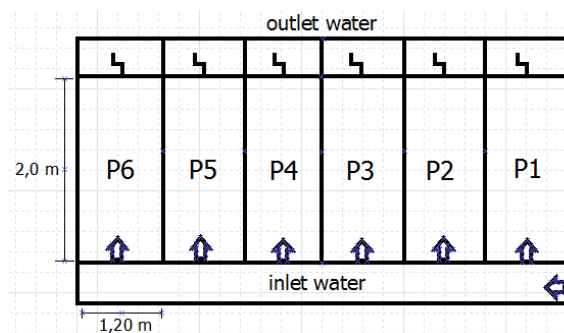 outlet water
2,0 m
P6 P5 P4 P3 P2 P1
inlet water
1,20 m